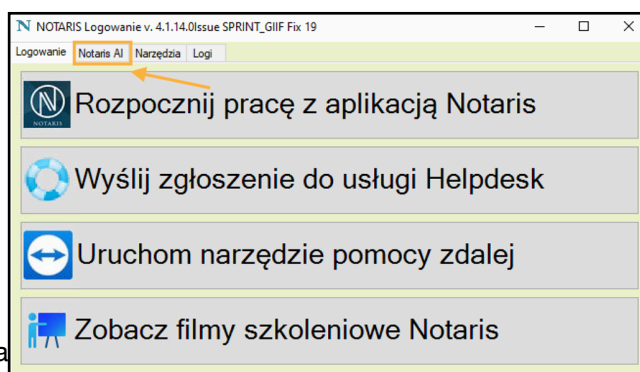 NOTARIS Logowanie v. 4.1.14.0Issue SPRINT_GIIF Fix 19
Logowanie Notaris AI Narzędzia Logi
NOTARIS
Rozpocznij pracę z aplikacją Notaris
Wyślij zgłoszenie do usługi Helpdesk
Uruchom narzędzie pomocy zdalej
Zobacz filmy szkoleniowe Notaris
a